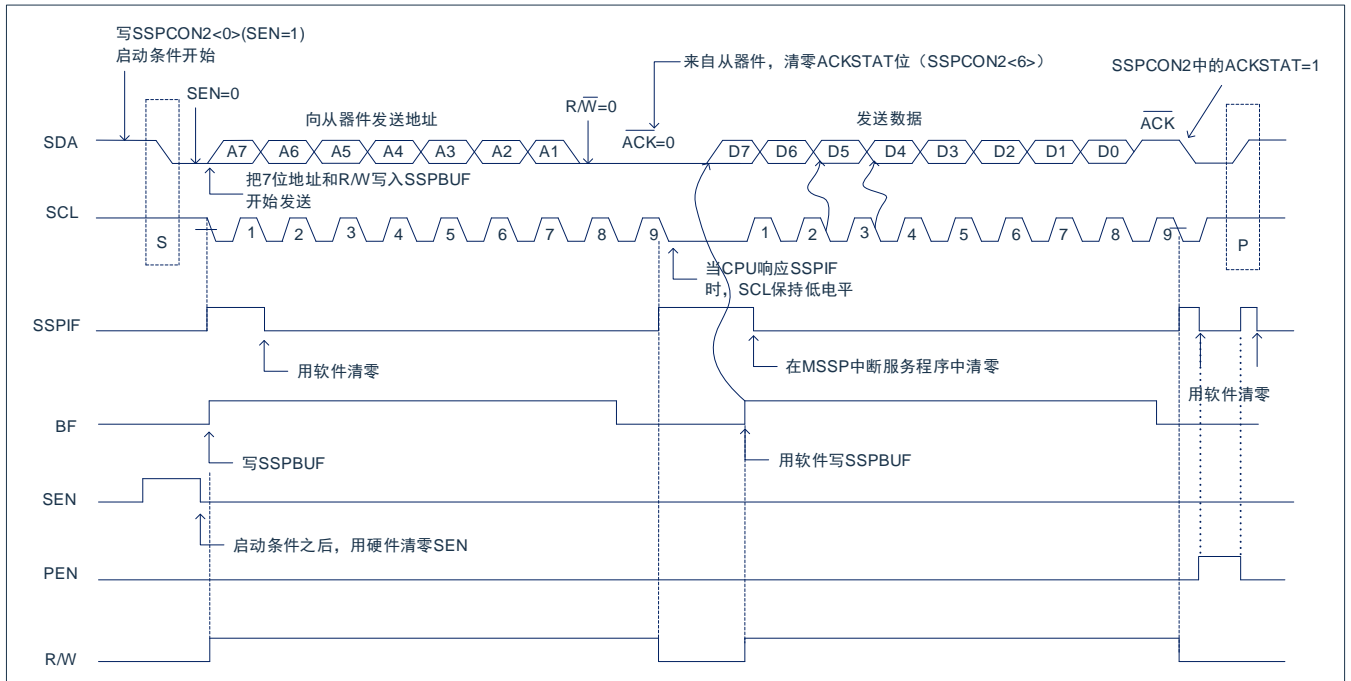 写SSPCON2<0>(SEN=1)
启动条件开始
来自从器件，清零ACKSTAT位（SSPCON2<6>）
SSPCON2中的ACKSTAT=1
SEN=0
R/W=0
向从器件发送地址
发送数据
ACK=0
ACK
SDA
A7 A6 A5 A4 A3 A2 A1
D7 D6 D5 D4 D3 D2 D1 D0
把7位地址和R/W写入SSPBUF
开始发送
SCL
S
1 2 3 4 5 6 7 8 9
1 2 3 4 5 6 7 8 9
P
当CPU响应SSPIF
时，SCL保持低电平
SSPIF
用软件清零
在MSSP中断服务程序中清零
用软件清零
BF
写SSPBUF
用软件写SSPBUF
SEN
启动条件之后，用硬件清零SEN
PEN
R/W